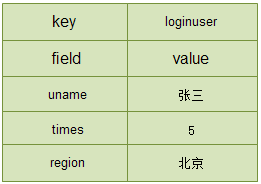 key loginuser
field value
uname 张三
times 5
region 北京